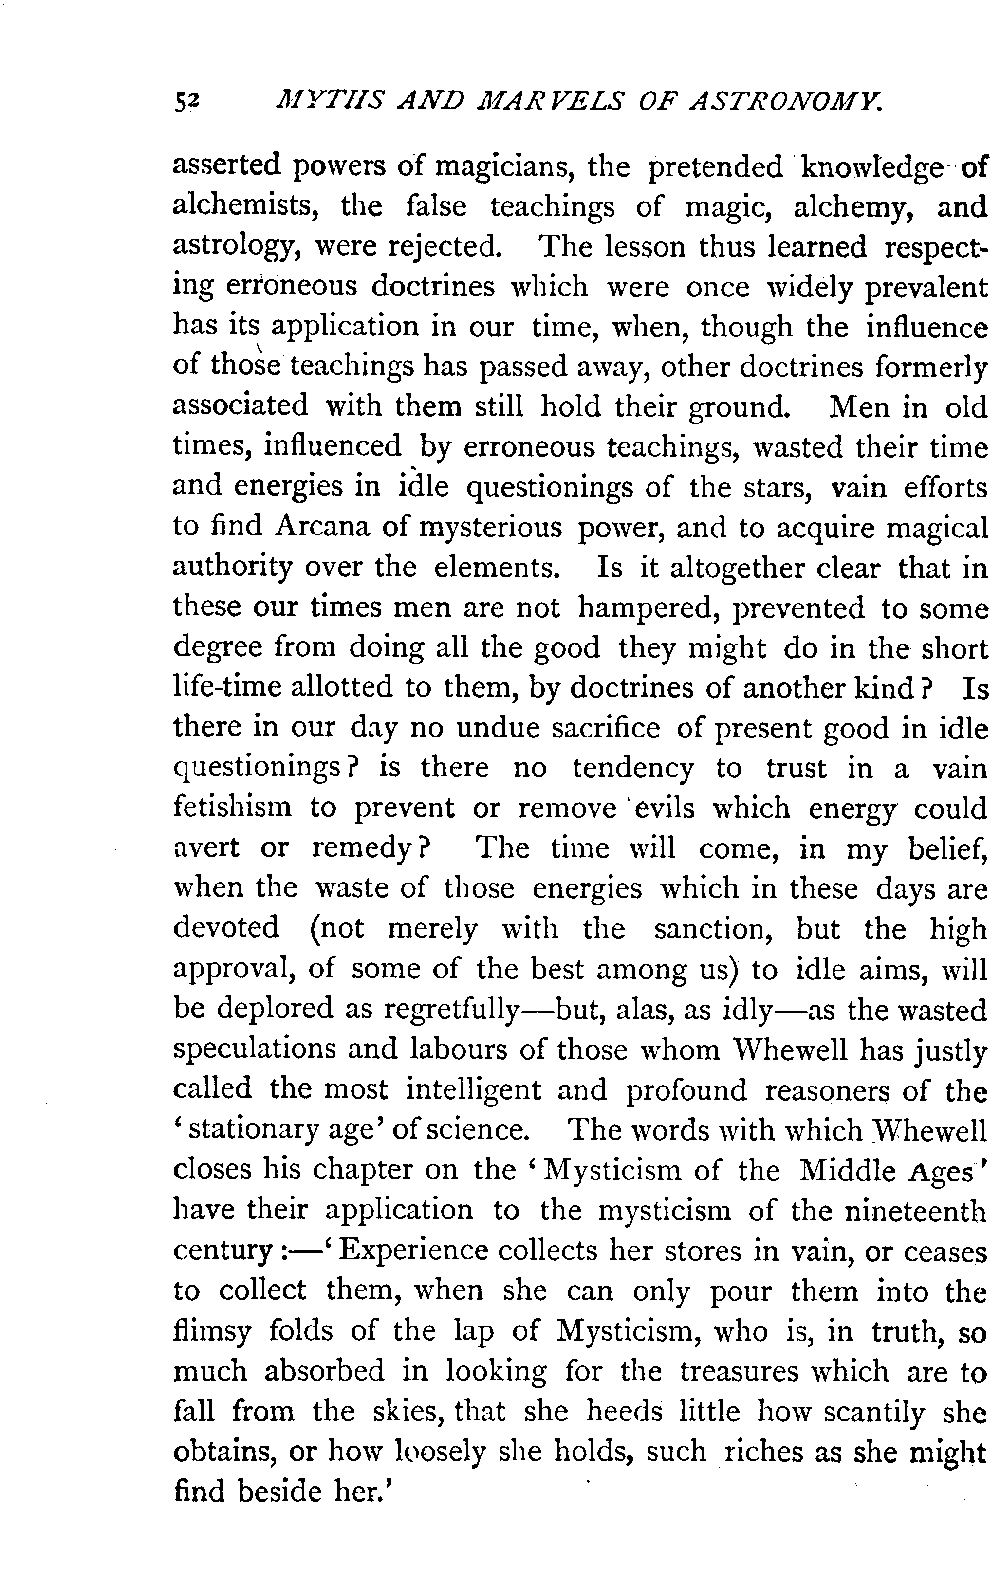 52 MYTHS AND MARVELS OF ASTRONOMY.
asserted powers of magicians, the pretended knowledge of
alchemists, the false teachings of magic, alchemy, and
astrology, were rejected. The lesson thus learned respect-
ing erroneous doctrines which were once widely prevalent
has its application in our time, when, though the influence
of those teachings has passed away, other doctrines formerly
associated with them still hold their ground. Men in old
times, influenced by erroneous teachings, wasted their time
and energies in idle questionings of the stars, vain efforts
to find Arcana of mysterious power, and to acquire magical
authority over the elements. Is it altogether clear that in
these our times men are not hampered, prevented to some
degree from doing all the good they might do in the short
life-time allotted to them, by doctrines of another kind? Is
there in our day no undue sacrifice of present good in idle
questionings? is there no tendency to trust in a vain
fetishism to prevent or remove evils which energy could
avert or remedy? The time will come, in my belief,
when the waste of those energies which in these days are
devoted (not merely with the sanction, but the high
approval, of some of the best among us) to idle aims, will
be deplored as regretfully—but, alas, as idly—as the wasted
speculations and labours of those whom Whewell has justly
called the most intelligent and profound reasoners of the
‘stationary age’ of science. The words with which Whewell
closes his chapter on the ‘Mysticism of the Middle Ages’
have their application to the mysticism of the nineteenth
century:—‘Experience collects her stores in vain, or ceases
to collect them, when she can only pour them into the
flimsy folds of the lap of Mysticism, who is, in truth, so
much absorbed in looking for the treasures which are to
fall from the skies, that she heeds little how scantily she
obtains, or how loosely she holds, such riches as she might
find beside her.’